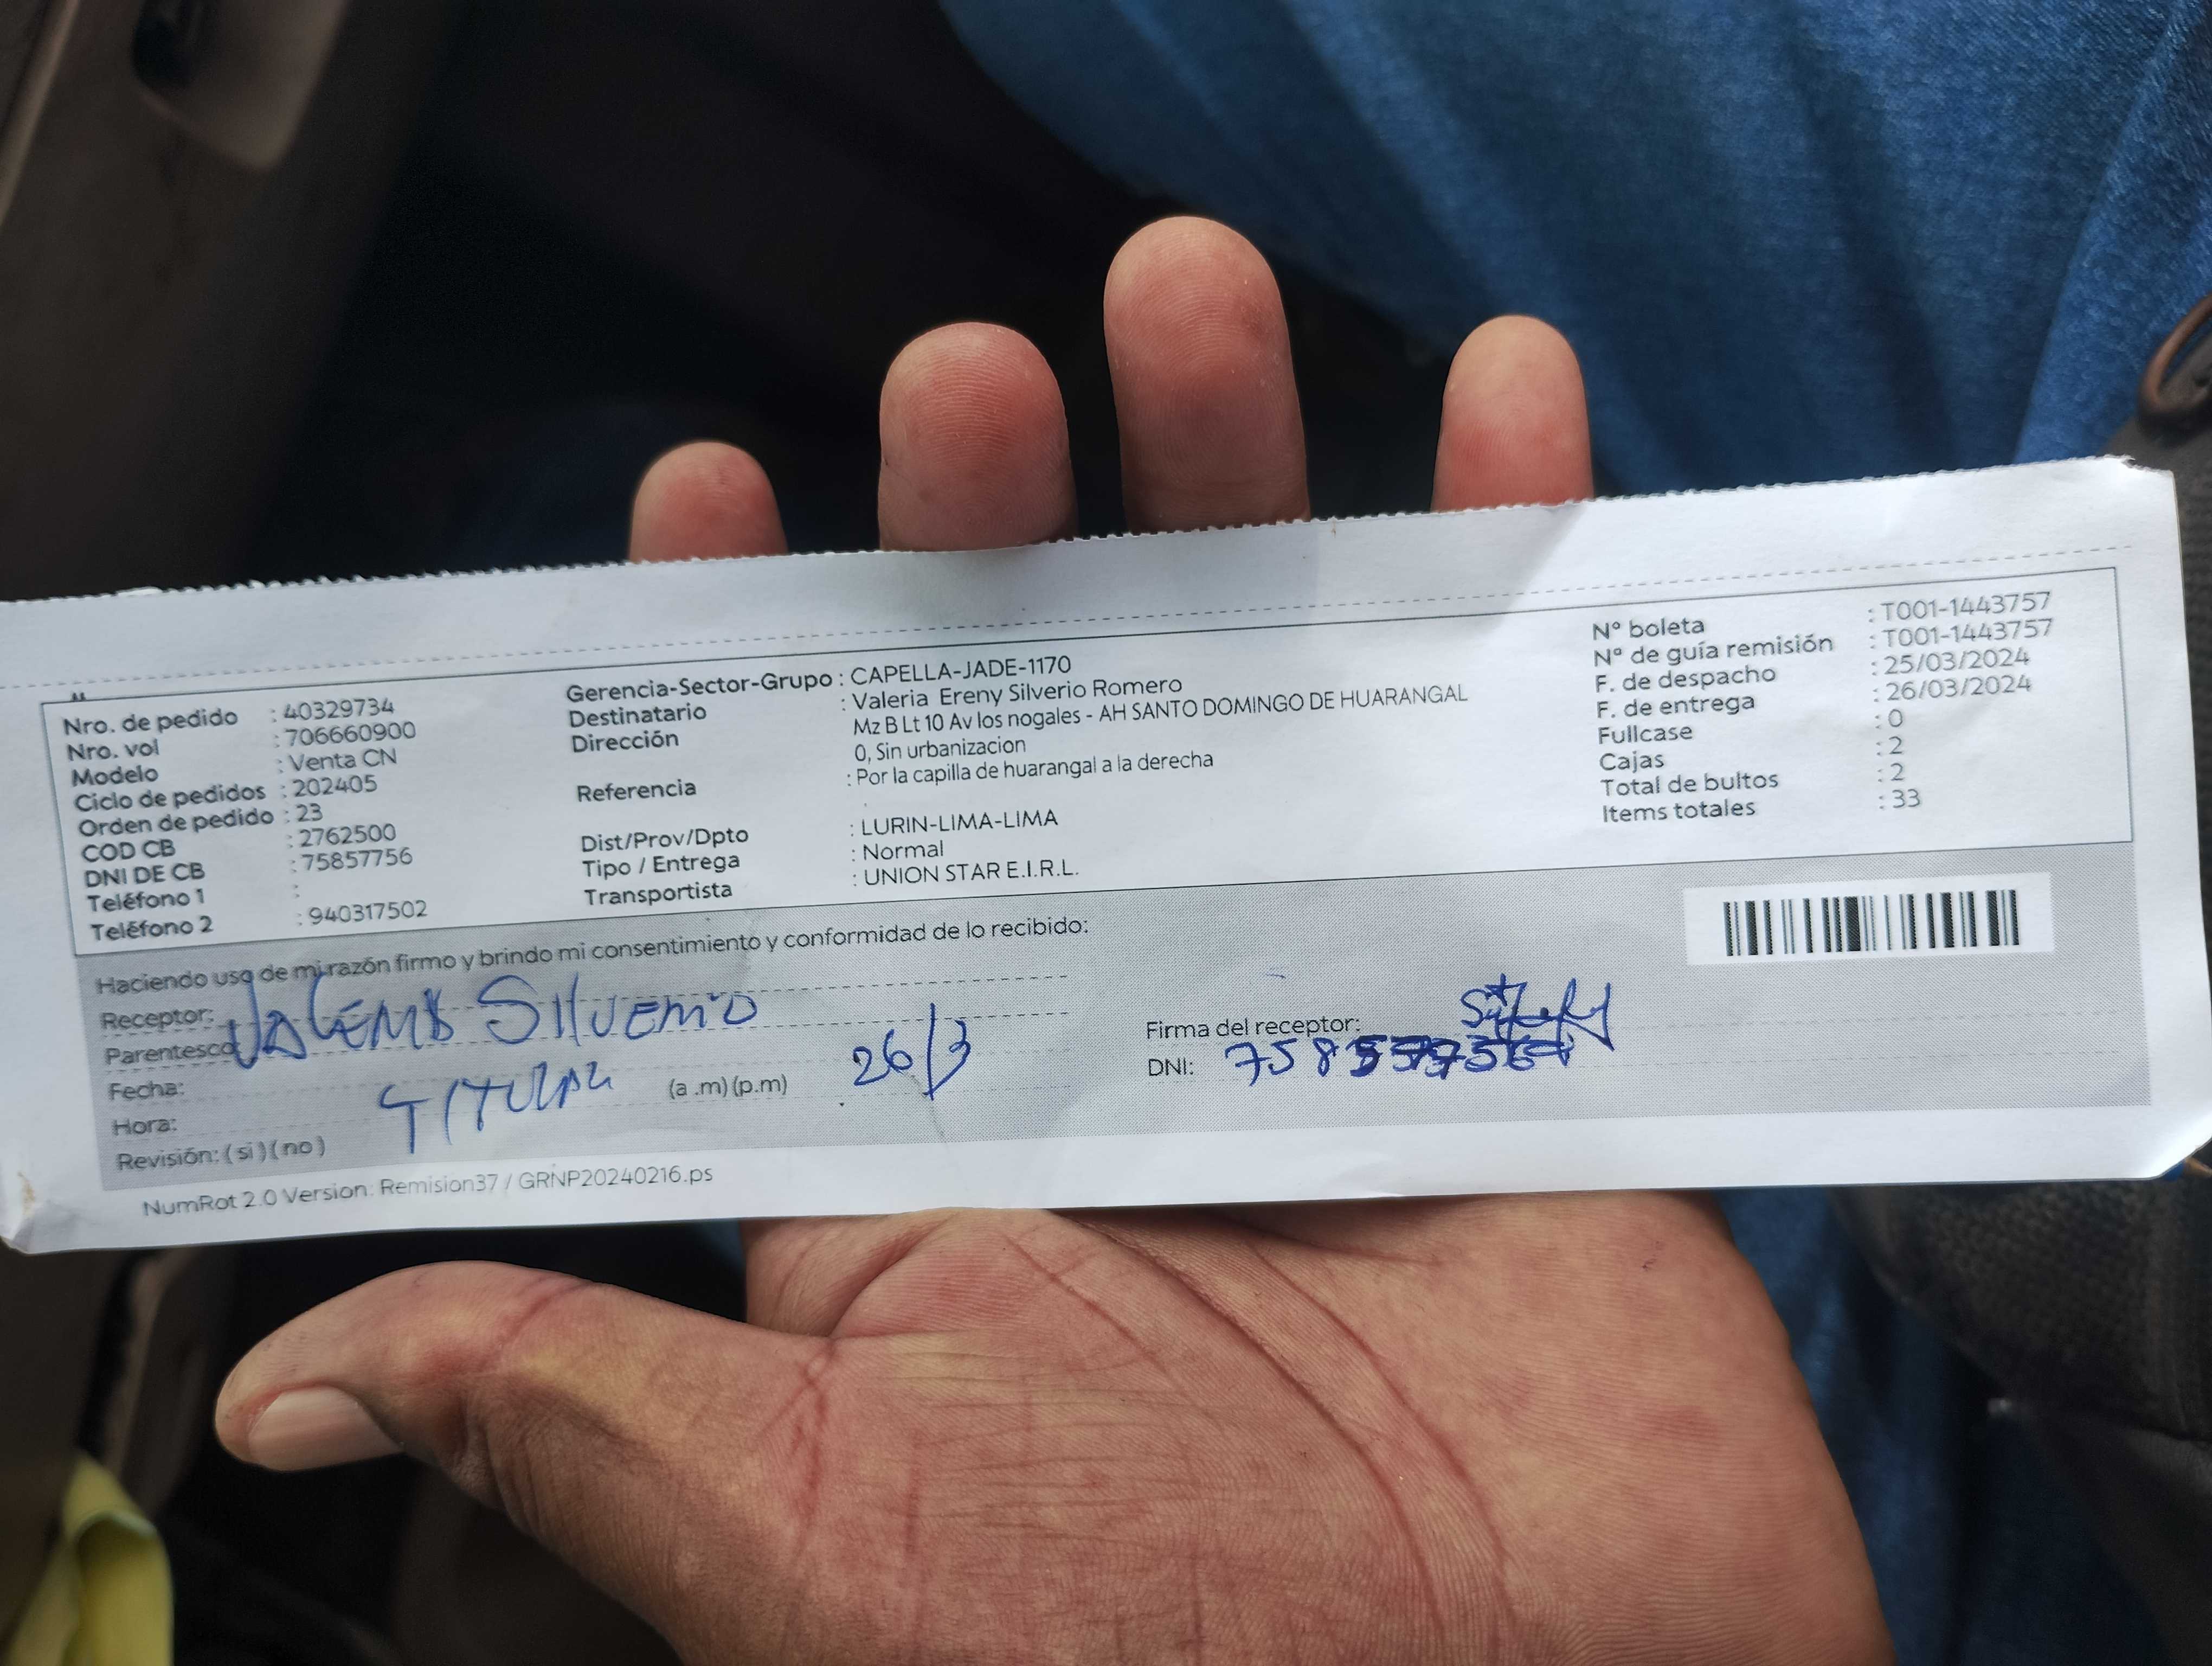 Nro. de pedido : 40329734
Nro. vol : 706660900
Modelo : Venta CN
Ciclo de pedidos : 202405
Orden de pedido : 23
COD CB : 2762500
DNI DE CB : 75857756
Teléfono 1 :
Teléfono 2 : 940317502
Gerencia-Sector-Grupo : CAPELLA-JADE-1170
Destinatario : Valeria Ereny Silverio Romero
Dirección Mz B Lt 10 Av los nogales - AH SANTO DOMINGO DE HUARANGAL
0, Sin urbanizacion
Referencia : Por la capilla de huarangal a la derecha
Dist/Prov/Dpto : LURIN-LIMA-LIMA
Tipo / Entrega : Normal
Transportista : UNION STAR E.I.R.L.
Nº boleta : T001-1443757
Nº de guía remisión : T001-1443757
F. de despacho : 25/03/2024
F. de entrega : 26/03/2024
Fullcase : 0
Cajas : 2
Total de bultos : 2
Items totales : 33
Haciendo uso de mi razón firmo y brindo mi consentimiento y conformidad de lo recibido:
Receptor: SIlvERIO
Parentesco
Fecha: TITULAR (a .m) (p.m) 26/3
Hora:
Revisión: ( si ) ( no )
Firma del receptor:
DNI: 758
NumRot 2.0 Version: Remision37 / GRNP20240216.ps